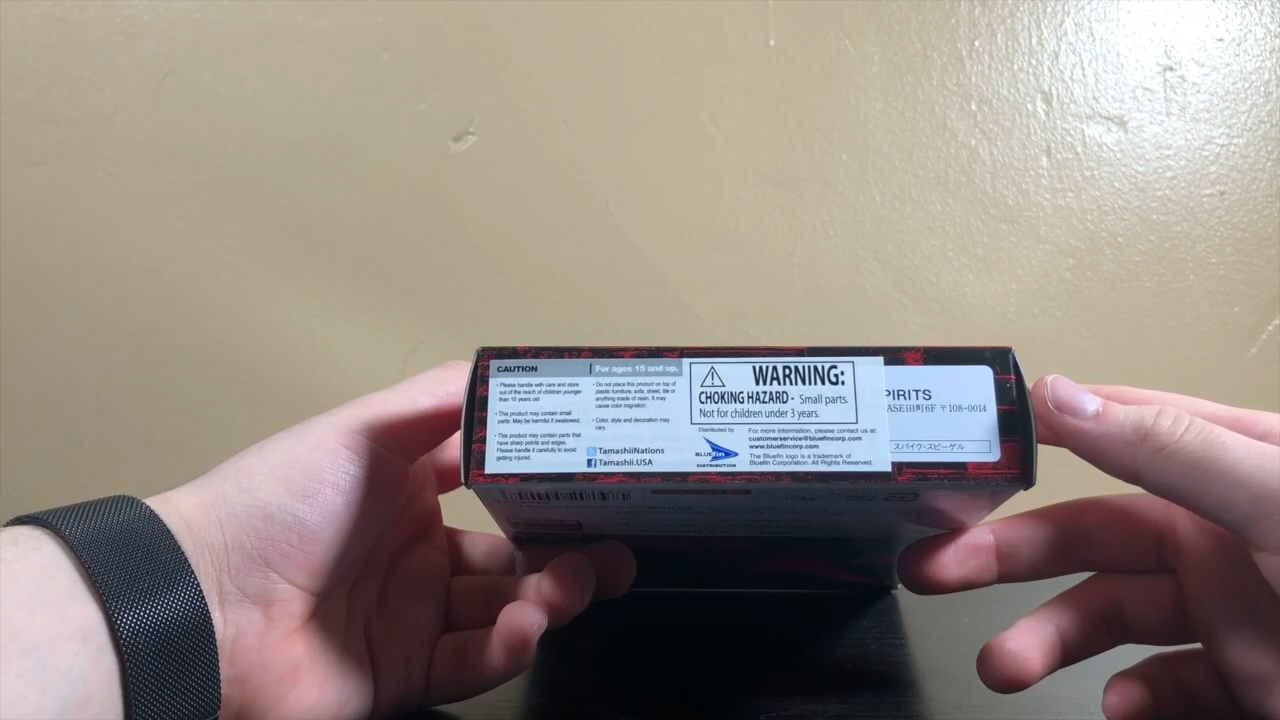 CAUTION
For ages 15 and up.
• Please handle with care and store
out of the reach of children younger
than 15 years old
• This product may contain small
parts. May be harmful if swallowed.
• This product may contain parts that
have sharp points and edges.
Please handle it carefully to avoid
getting injured.
• Do not place this product on top of
plastic furniture, sofa, sheet, tile or
anything made of resin. It may
cause color migration.
• Color, style and decoration may
vary.
TamashiiNations
Tamashii.USA
WARNING:
CHOKING HAZARD - Small parts.
Not for children under 3 years.
Distributed by
BLUEfin
DISTRIBUTION
For more information, please contact us at:
customerservice@bluefincorp.com
www.bluefincorp.com
The Bluefin logo is a trademark of
Bluefin Corporation. All Rights Reserved.
PIRITS
ASE田町6F 〒108-0014
スパイク・スピーゲル